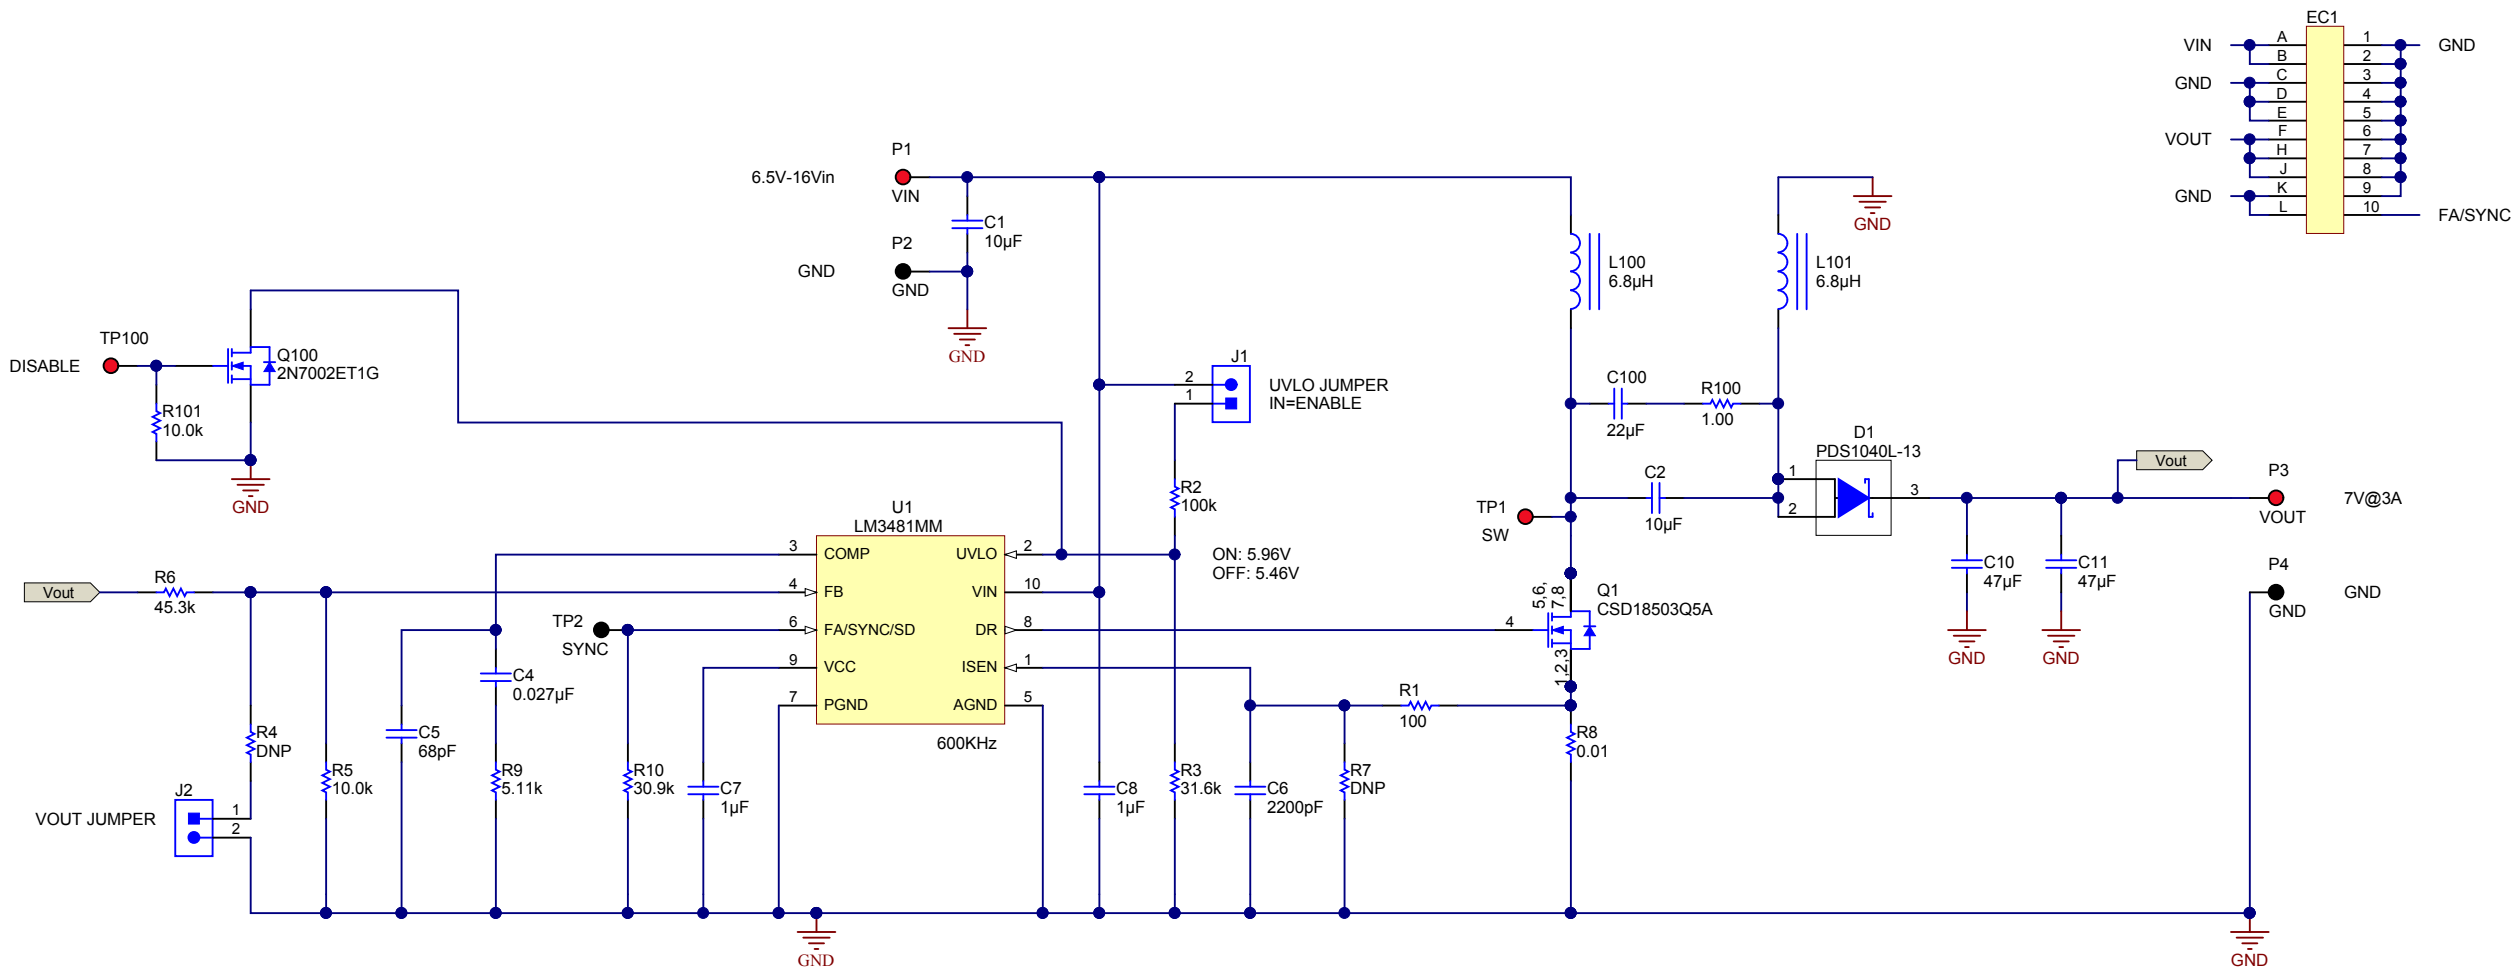 EC1
VIN
A
1
GND
B
2
GND
C
3
D
4
E
5
VOUT
F
6
H
7
J
8
GND
K
9
L
10
FA/SYNC
P1
6.5V-16Vin
VIN
C1
10µF
P2
GND
GND
GND
GND
L100
6.8µH
L101
6.8µH
TP100
DISABLE
Q100
2N7002ET1G
R101
10.0k
GND
J1
2
1
UVLO JUMPER
IN=ENABLE
C100
22µF
R100
1.00
D1
PDS1040L-13
1
2
3
Vout
P3
VOUT
7V@3A
C2
10µF
TP1
SW
R2
100k
C10
47µF
GND
C11
47µF
GND
P4
GND
GND
U1
LM3481MM
3
COMP
UVLO
2
4
FB
VIN
10
6
FA/SYNC/SD
DR
8
9
VCC
ISEN
1
7
PGND
AGND
5
600KHz
ON: 5.96V
OFF: 5.46V
Q1
CSD18503Q5A
5,6,
7,8
4
1,2,3
Vout
R6
45.3k
TP2
SYNC
C4
0.027µF
R4
DNP
C5
68pF
R1
100
R8
0.01
R5
10.0k
R9
5.11k
R10
30.9k
C7
1µF
C8
1µF
R3
31.6k
C6
2200pF
R7
DNP
J2
VOUT JUMPER
1
2
GND
GND